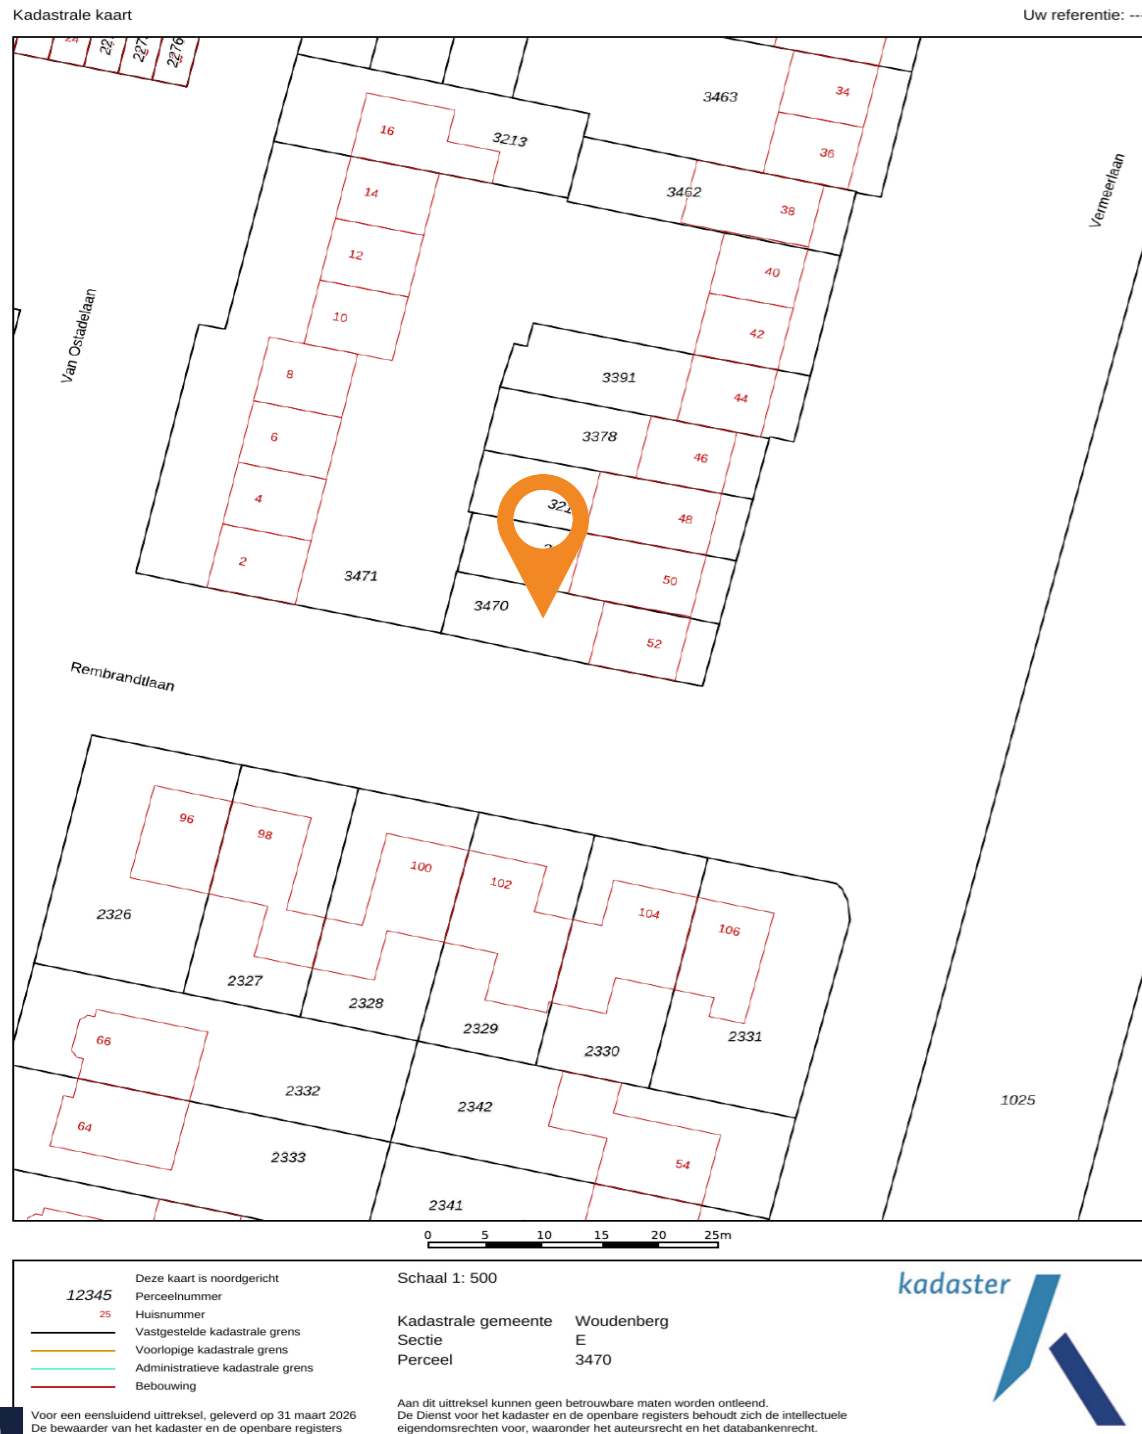 Kadastrale kaart
Uw referentie: --
24
227
2276
16
3213
3463
34
36
Vermeerlaan
14
3462
38
12
40
10
42
Van Ostadelaan
8
3391
44
6
3378
46
4
48
2
50
3471
3470
52
Rembrandtlaan
96
98
100
102
104
106
2326
2327
2328
2329
2330
2331
66
2332
2342
1025
64
2333
54
2341
0 5 10 15 20 25m
Deze kaart is noordgericht
12345 Perceelnummer
25 Huisnummer
Vastgestelde kadastrale grens
Voorlopige kadastrale grens
Administratieve kadastrale grens
Bebouwing
Schaal 1: 500
Kadastrale gemeente Woudenberg
Sectie E
Perceel 3470
kadaster
Voor een eensluidend uittreksel, geleverd op 31 maart 2026
De bewaarder van het kadaster en de openbare registers
Aan dit uittreksel kunnen geen betrouwbare maten worden ontleend.
De Dienst voor het kadaster en de openbare registers behoudt zich de intellectuele
eigendomsrechten voor, waaronder het auteursrecht en het databankenrecht.